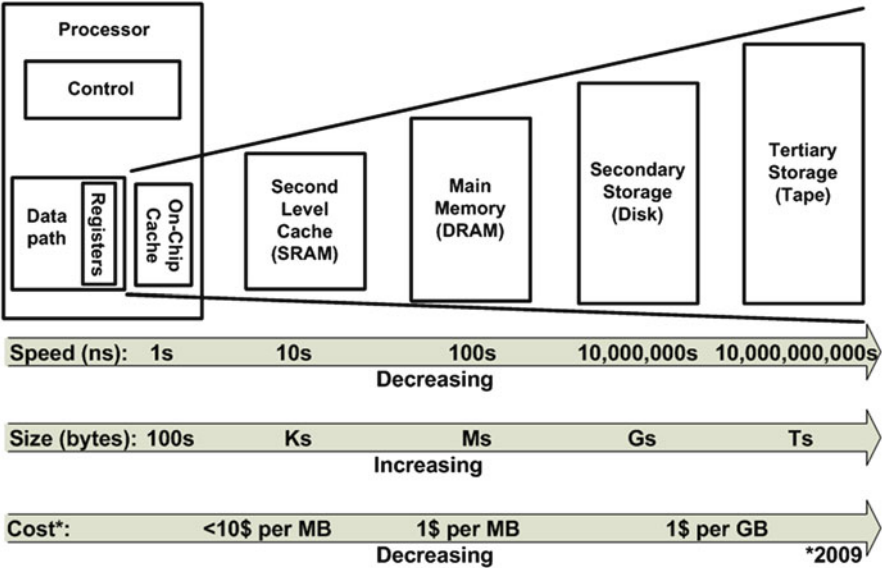 Processor
Control
Data
path
Registers
On-Chip
Cache
Second
Level
Cache
(SRAM)
Main
Memory
(DRAM)
Secondary
Storage
(Disk)
Tertiary
Storage
(Tape)
Speed (ns): 1s 10s 100s 10,000,000s 10,000,000,000s
Decreasing
Size (bytes): 100s Ks Ms Gs Ts
Increasing
Cost*: <10$ per MB 1$ per MB 1$ per GB
Decreasing *2009